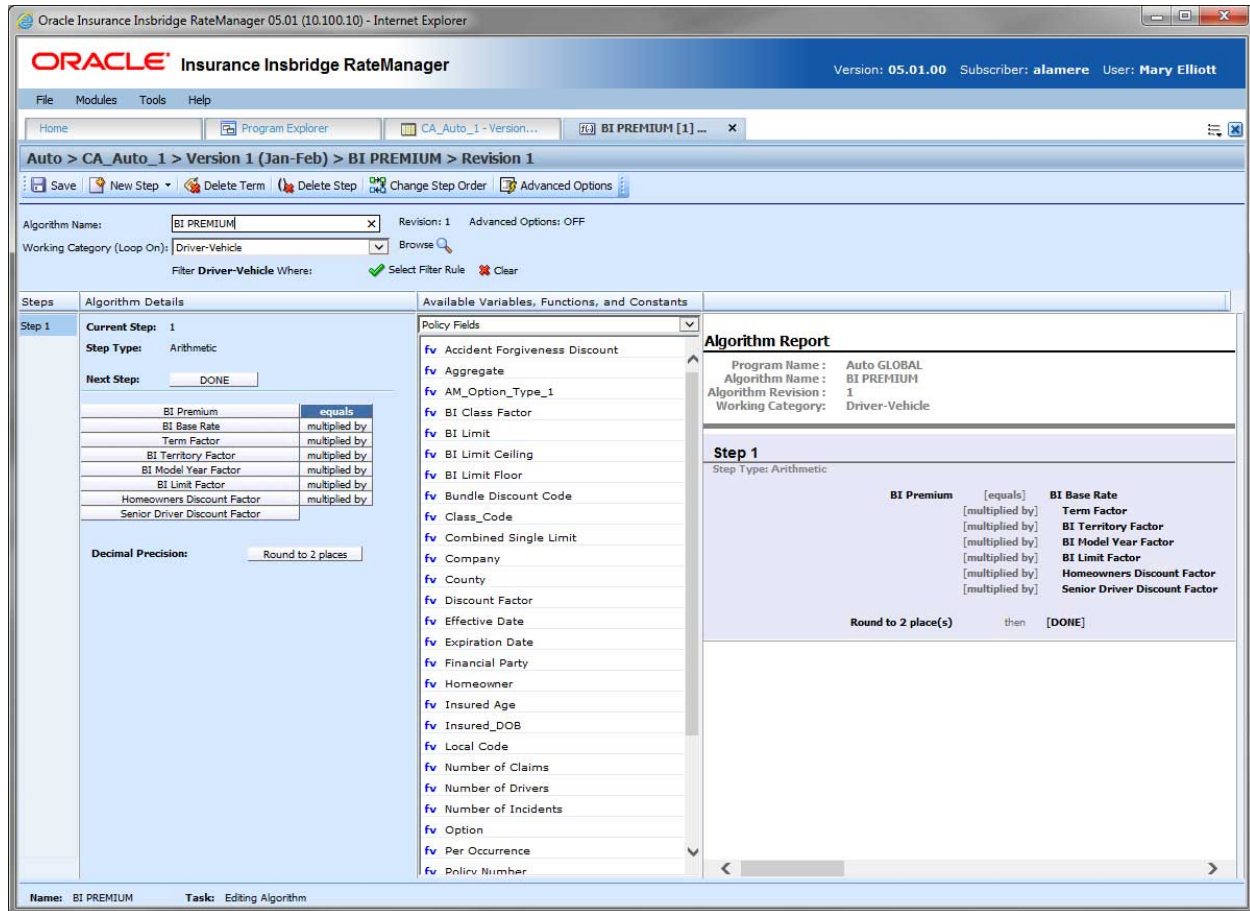 Oracle Insurance Insbridge RateManager 05.01 (10.100.10) - Internet Explorer
ORACLE Insurance Insbridge RateManager
Version: 05.01.00 Subscriber: alamere User: Mary Elliott
File Modules Tools Help
Home Program Explorer CA_Auto_1 - Version... BI PREMIUM [1] ... X
Auto > CA_Auto_1 > Version 1 (Jan-Feb) > BI PREMIUM > Revision 1
Save New Step Delete Term Delete Step Change Step Order Advanced Options
Algorithm Name: BI PREMIUM Revision: 1 Advanced Options: OFF
Working Category (Loop On): Driver-Vehicle Browse
Filter Driver-Vehicle Where: Select Filter Rule Clear
Steps Algorithm Details Available Variables, Functions, and Constants
Step 1
Current Step: 1
Step Type: Arithmetic
Next Step: DONE
BI Premium equals
BI Base Rate multiplied by
Term Factor multiplied by
BI Territory Factor multiplied by
BI Model Year Factor multiplied by
BI Limit Factor multiplied by
Homeowners Discount Factor multiplied by
Senior Driver Discount Factor
Decimal Precision: Round to 2 places
Policy Fields
fv Accident Forgiveness Discount
fv Aggregate
fv AM_Option_Type_1
fv BI Class Factor
fv BI Limit
fv BI Limit Ceiling
fv BI Limit Floor
fv Bundle Discount Code
fv Class_Code
fv Combined Single Limit
fv Company
fv County
fv Discount Factor
fv Effective Date
fv Expiration Date
fv Financial Party
fv Homeowner
fv Insured Age
fv Insured_DOB
fv Local Code
fv Number of Claims
fv Number of Drivers
fv Number of Incidents
fv Option
fv Per Occurrence
fv Policy Number
Algorithm Report
Program Name : Auto GLOBAL
Algorithm Name : BI PREMIUM
Algorithm Revision : 1
Working Category: Driver-Vehicle
Step 1
Step Type: Arithmetic
BI Premium [equals] BI Base Rate
[multiplied by] Term Factor
[multiplied by] BI Territory Factor
[multiplied by] BI Model Year Factor
[multiplied by] BI Limit Factor
[multiplied by] Homeowners Discount Factor
[multiplied by] Senior Driver Discount Factor
Round to 2 place(s) then [DONE]
Name: BI PREMIUM Task: Editing Algorithm